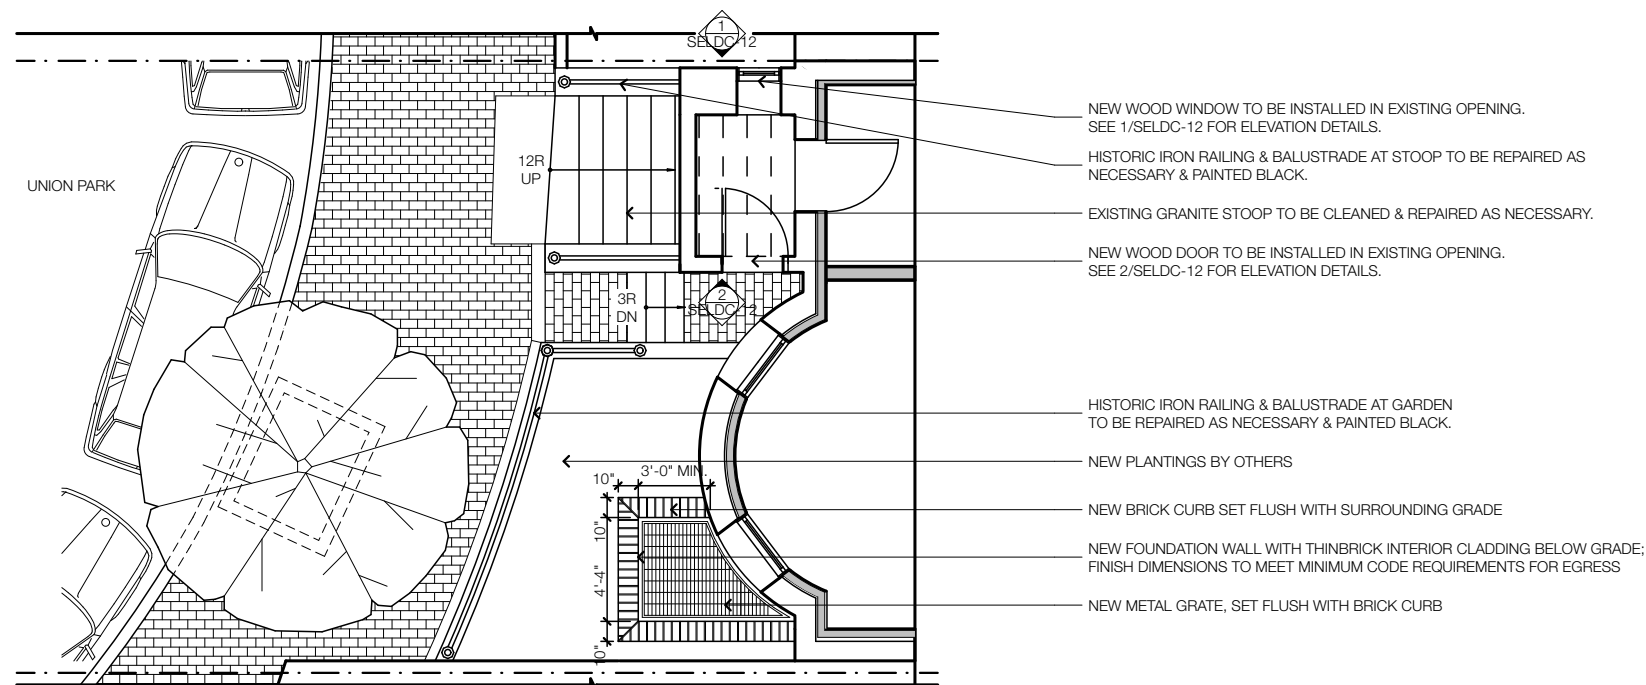 1
SELDC-12
NEW WOOD WINDOW TO BE INSTALLED IN EXISTING OPENING.
SEE 1/SELDC-12 FOR ELEVATION DETAILS.
HISTORIC IRON RAILING & BALUSTRADE AT STOOP TO BE REPAIRED AS
NECESSARY & PAINTED BLACK.
12R
UP
UNION PARK
EXISTING GRANITE STOOP TO BE CLEANED & REPAIRED AS NECESSARY.
NEW WOOD DOOR TO BE INSTALLED IN EXISTING OPENING.
SEE 2/SELDC-12 FOR ELEVATION DETAILS.
3R
DN
2
SELDC-12
HISTORIC IRON RAILING & BALUSTRADE AT GARDEN
TO BE REPAIRED AS NECESSARY & PAINTED BLACK.
NEW PLANTINGS BY OTHERS
10"
3'-0" MIN.
NEW BRICK CURB SET FLUSH WITH SURROUNDING GRADE
10"
NEW FOUNDATION WALL WITH THINBRICK INTERIOR CLADDING BELOW GRADE;
FINISH DIMENSIONS TO MEET MINIMUM CODE REQUIREMENTS FOR EGRESS
4'-4"
NEW METAL GRATE, SET FLUSH WITH BRICK CURB
10"